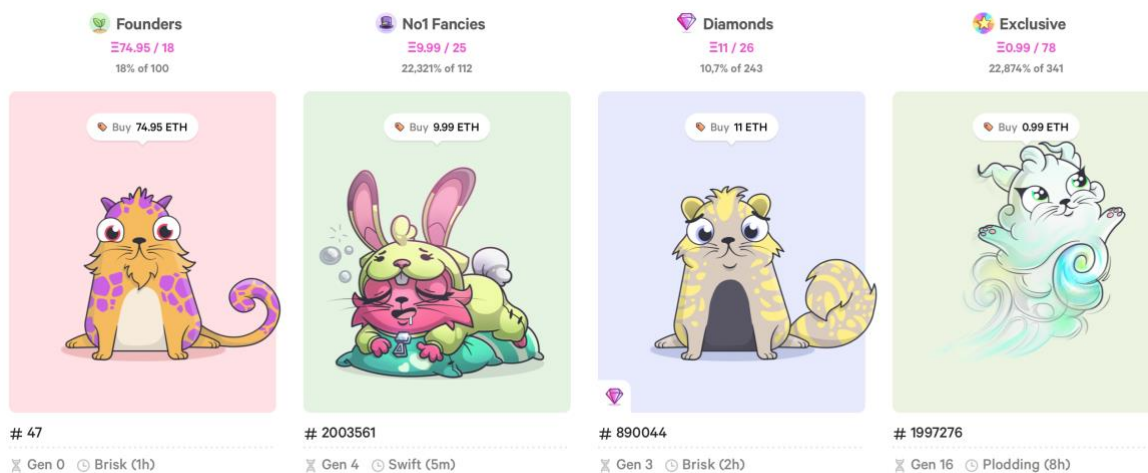 Founders
Ξ74.95 / 18
18% of 100
Buy 74.95 ETH
# 47
Gen 0 Brisk (1h)
No1 Fancies
Ξ9.99 / 25
22,321% of 112
Buy 9.99 ETH
# 2003561
Gen 4 Swift (5m)
Diamonds
Ξ11 / 26
10,7% of 243
Buy 11 ETH
# 890044
Gen 3 Brisk (2h)
Exclusive
Ξ0.99 / 78
22,874% of 341
Buy 0.99 ETH
# 1997276
Gen 16 Plodding (8h)